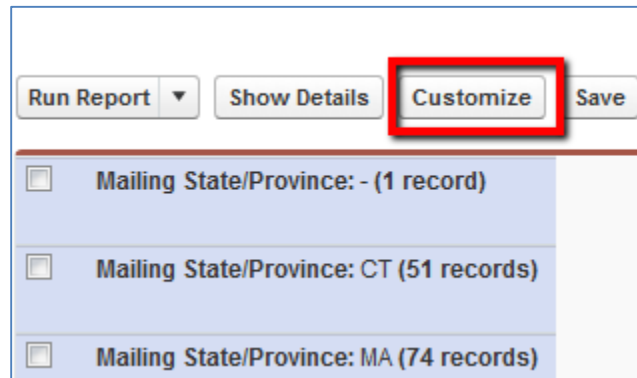 Run Report ▼ Show Details Customize Save
Mailing State/Province: - (1 record)
Mailing State/Province: CT (51 records)
Mailing State/Province: MA (74 records)